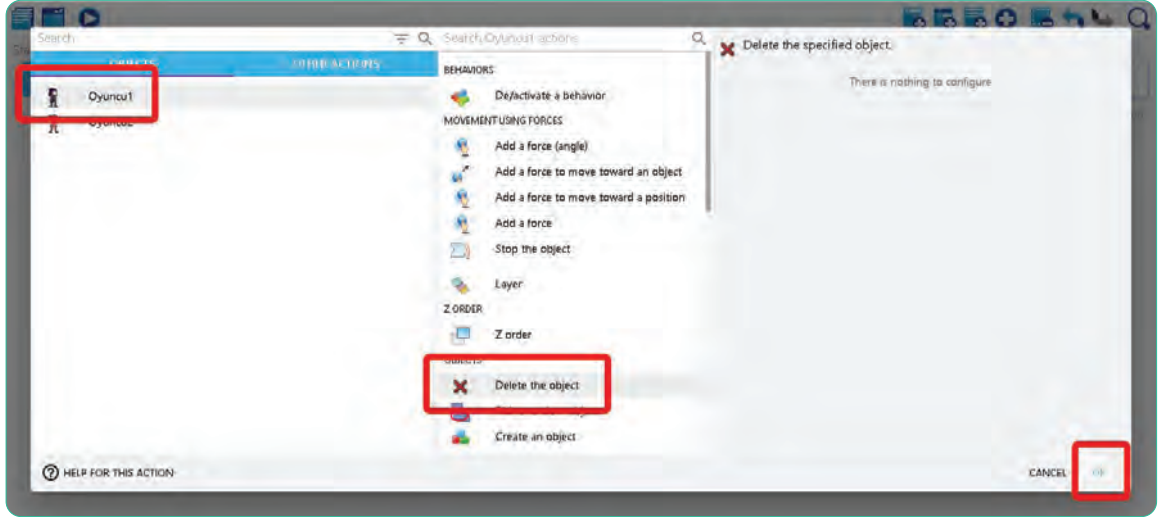 Search
OBJECTS
OTHER ACTIONS
Oyuncu1
Oyuncu2
HELP FOR THIS ACTION
Search Oyuncu1 actions
BEHAVIORS
De/activate a behavior
MOVEMENT USING FORCES
Add a force (angle)
Add a force to move toward an object
Add a force to move toward a position
Add a force
Stop the object
Layer
Z ORDER
Z order
OBJECTS
Delete the object
Create an object
Delete the specified object.
There is nothing to configure
CANCEL
OK